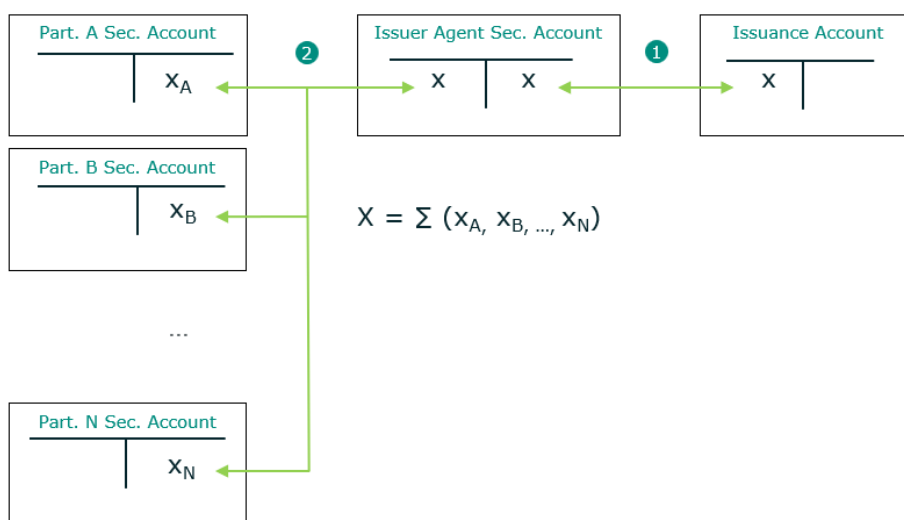 Part. A Sec. Account
Issuer Agent Sec. Account
Issuance Account
2
1
xA
x
x
x
Part. B Sec. Account
xB
X = Σ (xA, xB, ..., xN)
...
Part. N Sec. Account
xN